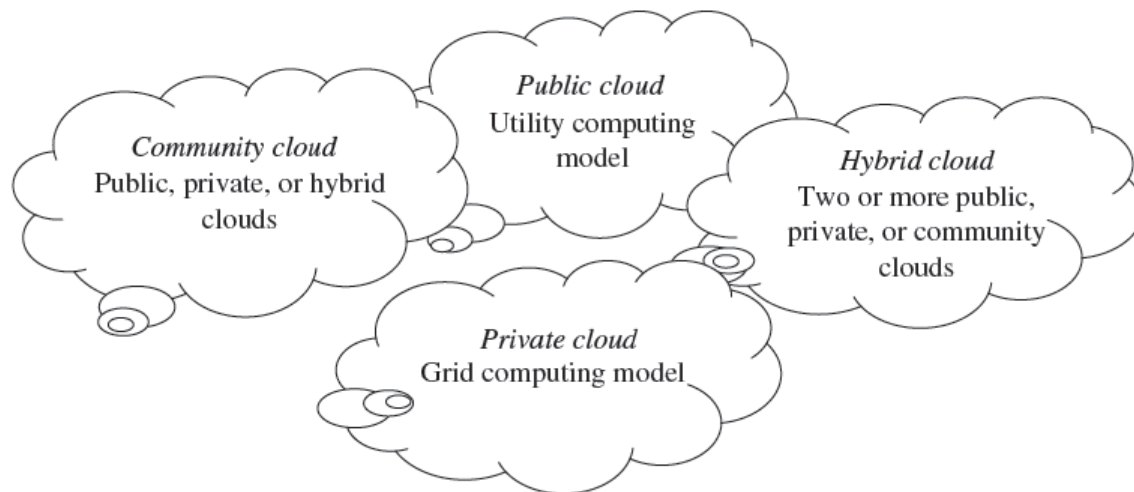 Public cloud
Utility computing
model
Community cloud
Public, private, or hybrid
clouds
Hybrid cloud
Two or more public,
private, or community
clouds
Private cloud
Grid computing model